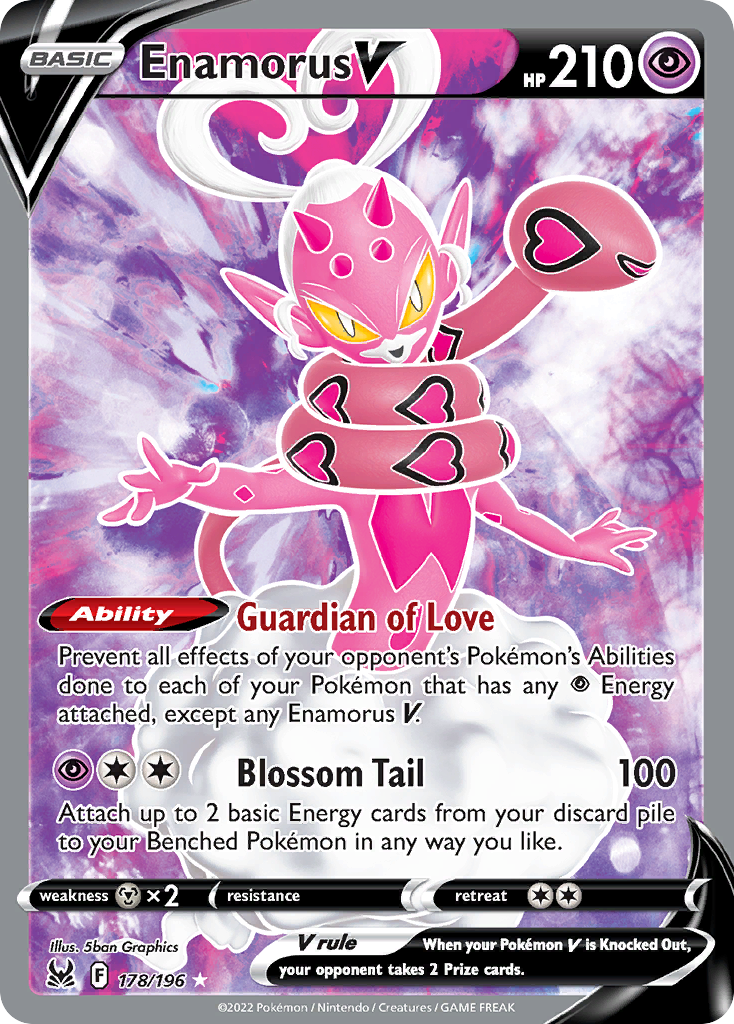 BASIC
Enamorus V
HP 210
Ability Guardian of Love
Prevent all effects of your opponent's Pokémon's Abilities
done to each of your Pokémon that has any Energy
attached, except any Enamorus V.
Blossom Tail 100
Attach up to 2 basic Energy cards from your discard pile
to your Benched Pokémon in any way you like.
weakness ×2 resistance retreat
V rule When your Pokémon V is Knocked Out,
your opponent takes 2 Prize cards.
Illus. 5ban Graphics
F 178/196 ★
©2022 Pokémon / Nintendo / Creatures / GAME FREAK